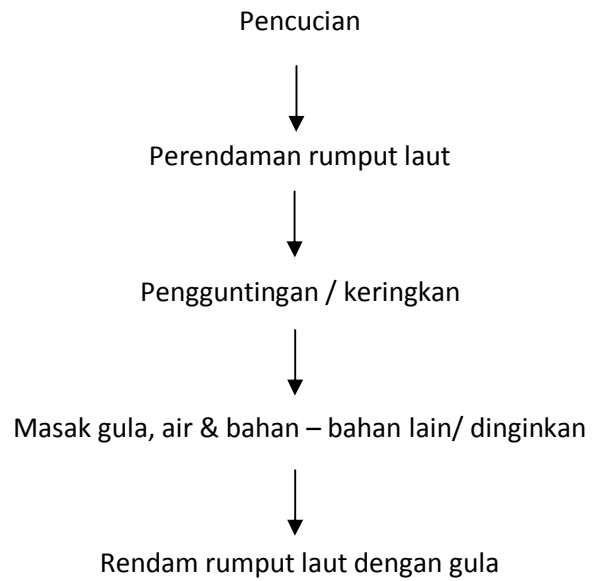 Pencucian
Perendaman rumput laut
Pengguntingan / keringkan
Masak gula, air & bahan – bahan lain/ dinginkan
Rendam rumput laut dengan gula